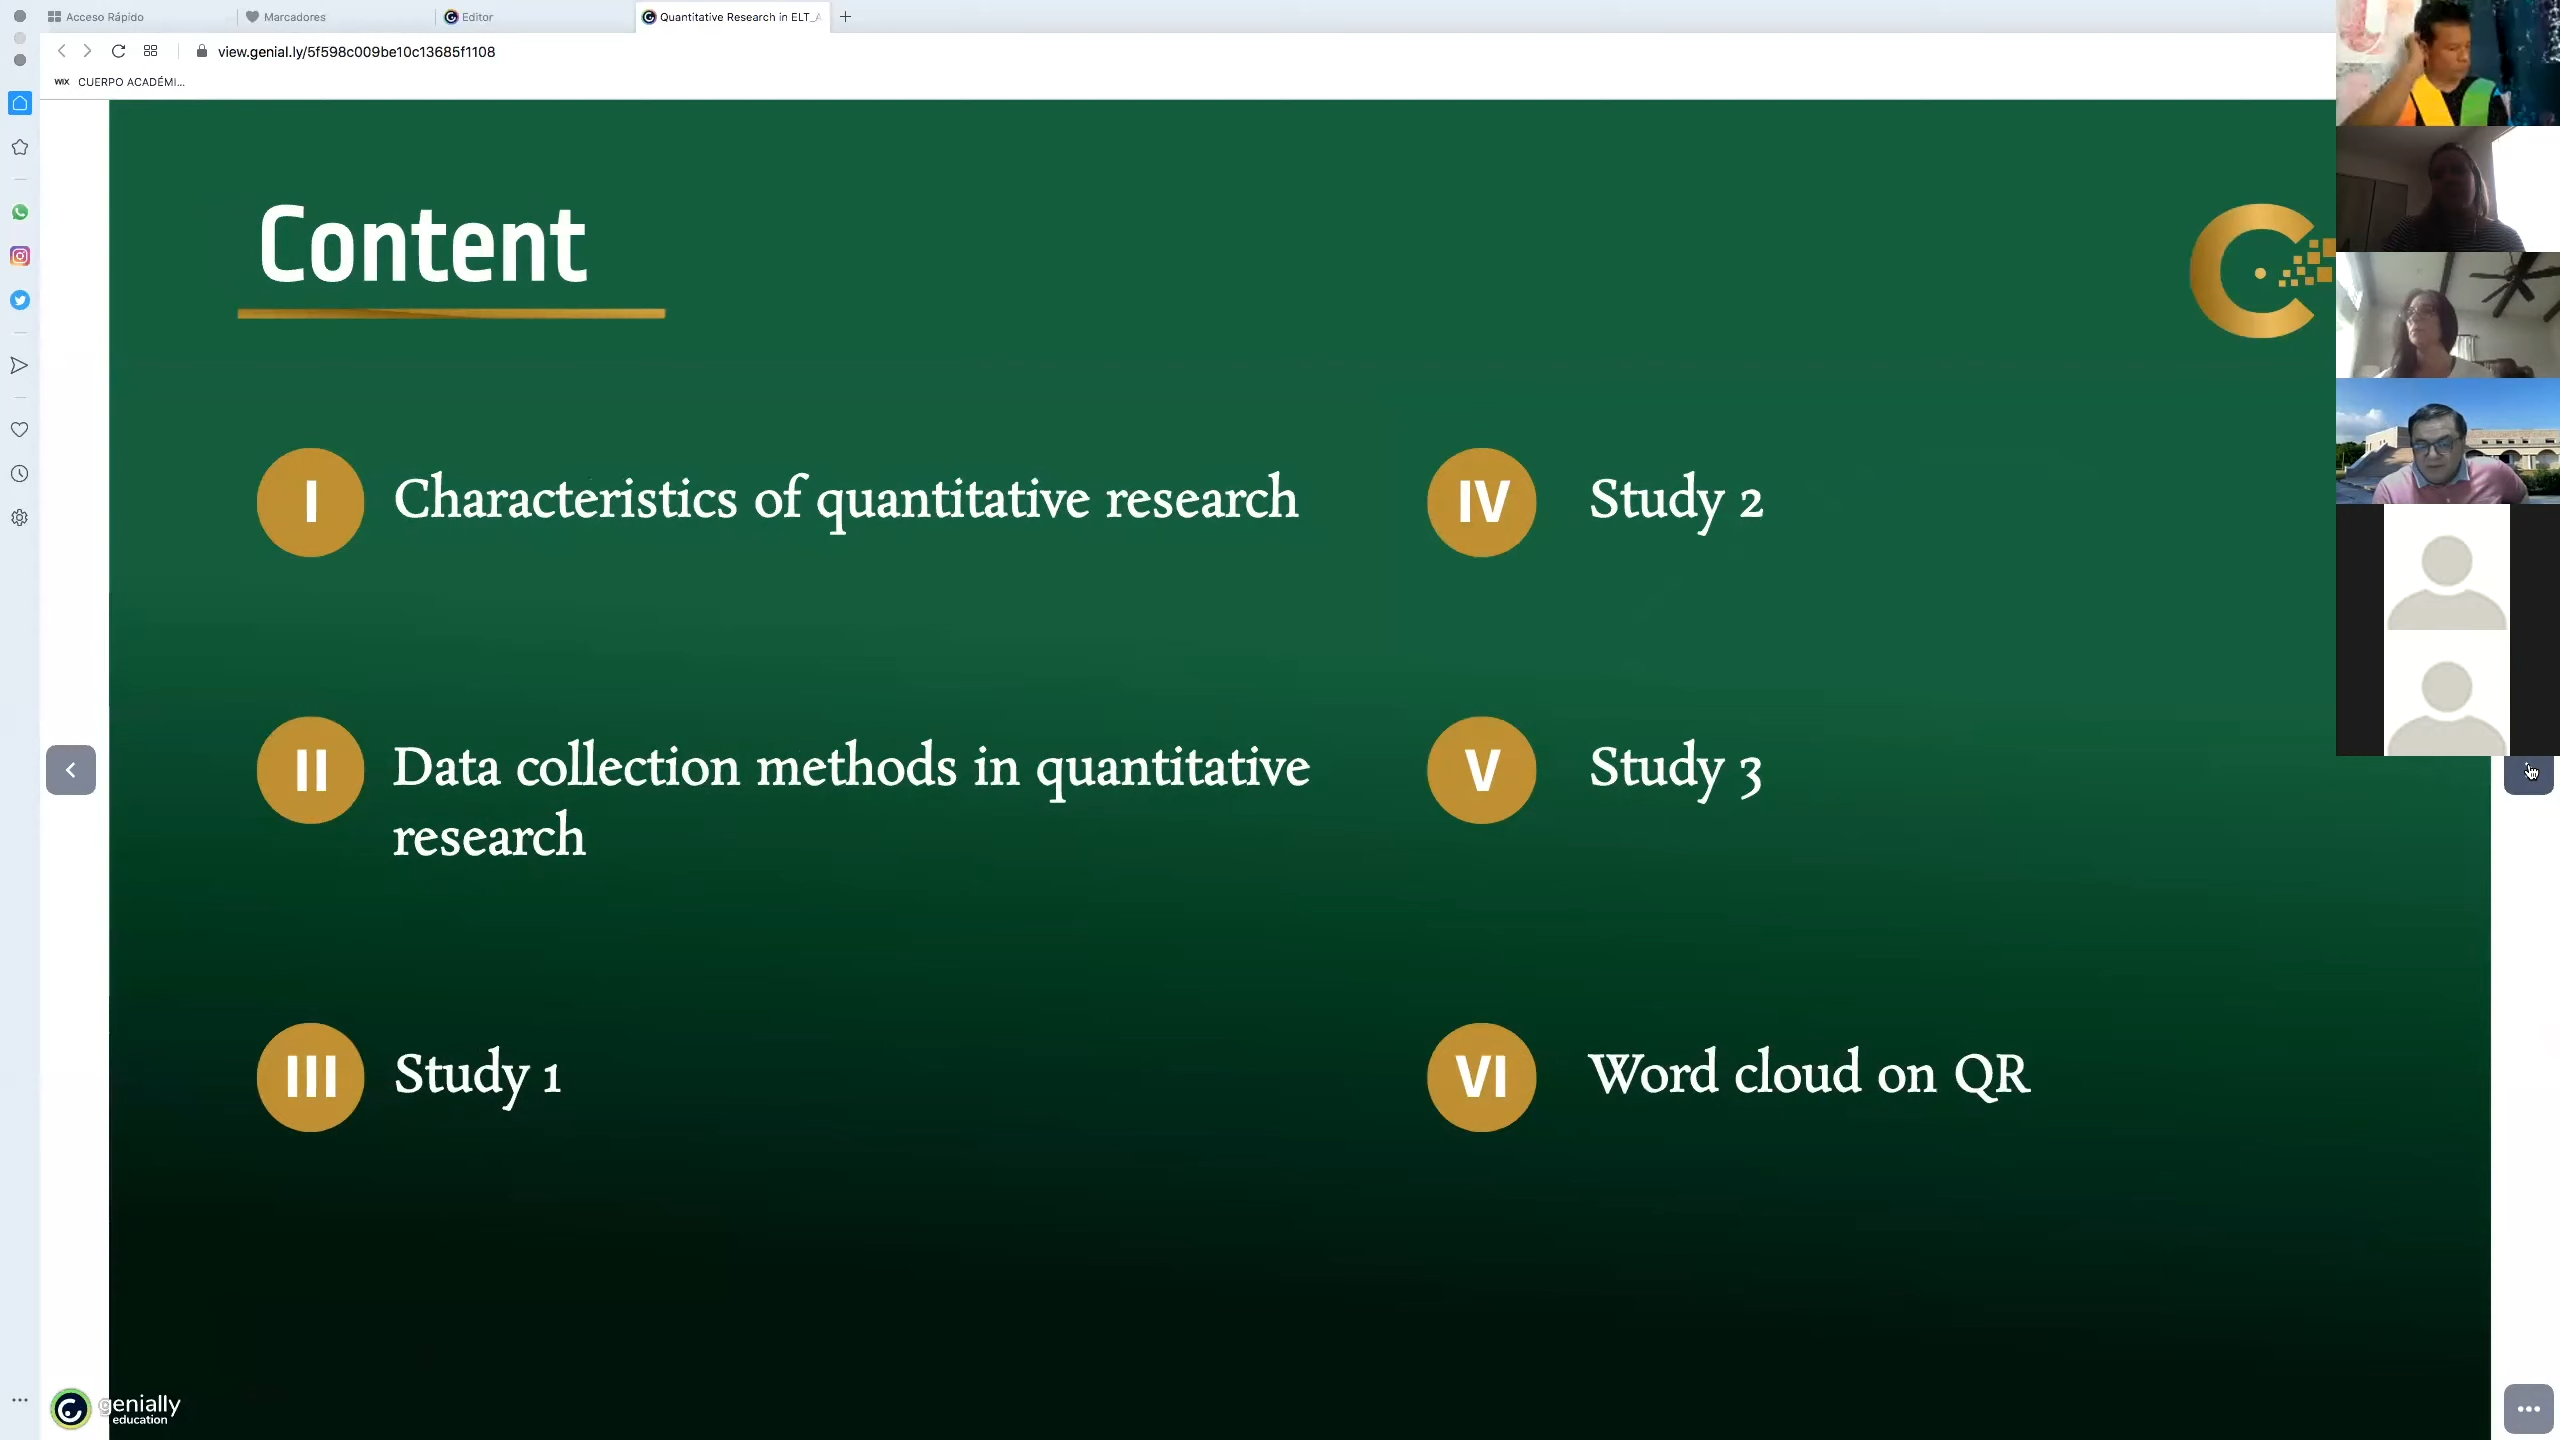 Acceso Rápido
Marcadores
Editor
Quantitative Research in ELT_A
view.genial.ly/5f598c009be10c13685f1108
WIX CUERPO ACADÉMI...
Content
I Characteristics of quantitative research
II Data collection methods in quantitative
research
III Study 1
IV Study 2
V Study 3
VI Word cloud on QR
genially
education